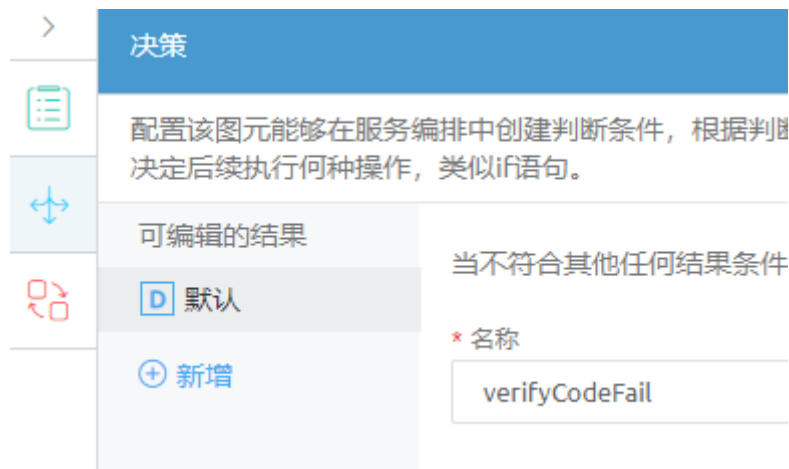 决策
配置该图元能够在服务编排中创建判断条件，根据判
决定后续执行何种操作，类似if语句。
可编辑的结果
当不符合其他任何结果条件
D 默认
* 名称
新增
verifyCodeFail